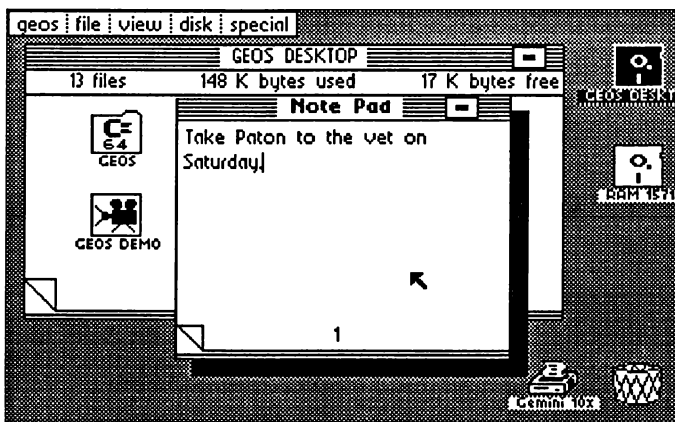 geos file view disk special
GEOS DESKTOP
13 files 148 K bytes used 17 K bytes free
GEOS DESKT
Note Pad
Take Paton to the vet on
Saturday.
C=
64
GEOS
GEOS DEMO
RAM 1571
1
Gemini 10x